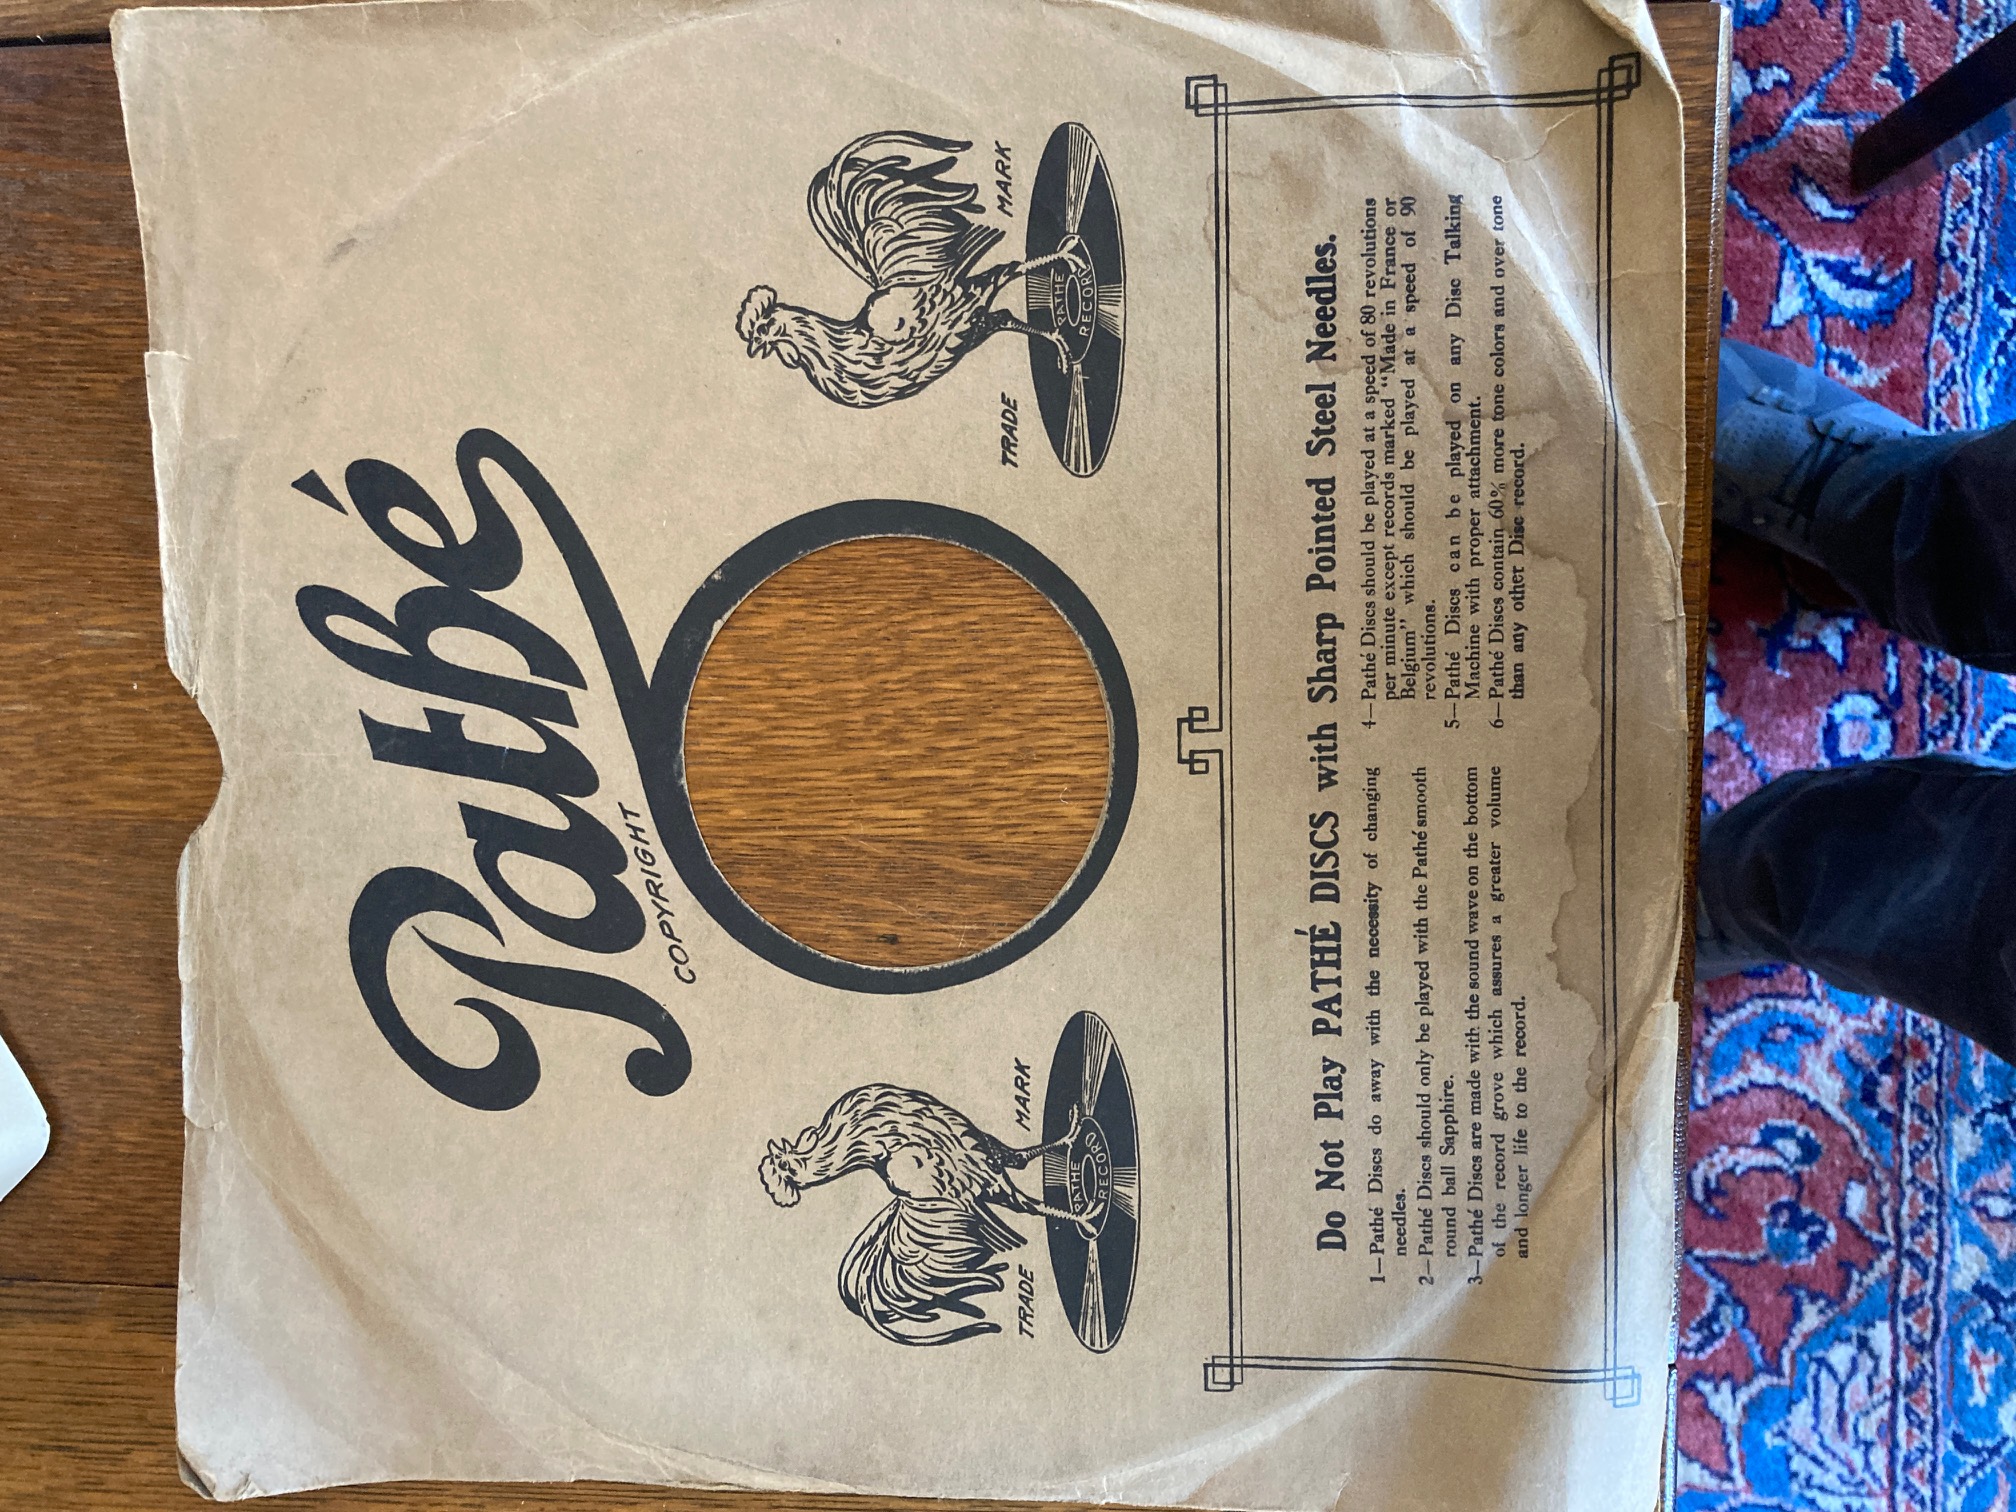 Pathé
COPYRIGHT
TRADE MARK
PATHE
RECORD
TRADE MARK
PATHE
RECORD
Do Not Play PATHÉ DISCS with Sharp Pointed Steel Needles.
1—Pathé Discs do away with the necessity of changing
needles.
2—Pathé Discs should only be played with the Pathé smooth
round ball Sapphire.
3—Pathé Discs are made with the sound wave on the bottom
of the record grove which assures a greater volume
and longer life to the record.
4—Pathé Discs should be played at a speed of 80 revolutions
per minute except records marked "Made in France or
Belgium" which should be played at a speed of 90
revolutions.
5—Pathé Discs can be played on any Disc Talking
Machine with proper attachment.
6—Pathé Discs contain 60% more tone colors and over tone
than any other Disc record.